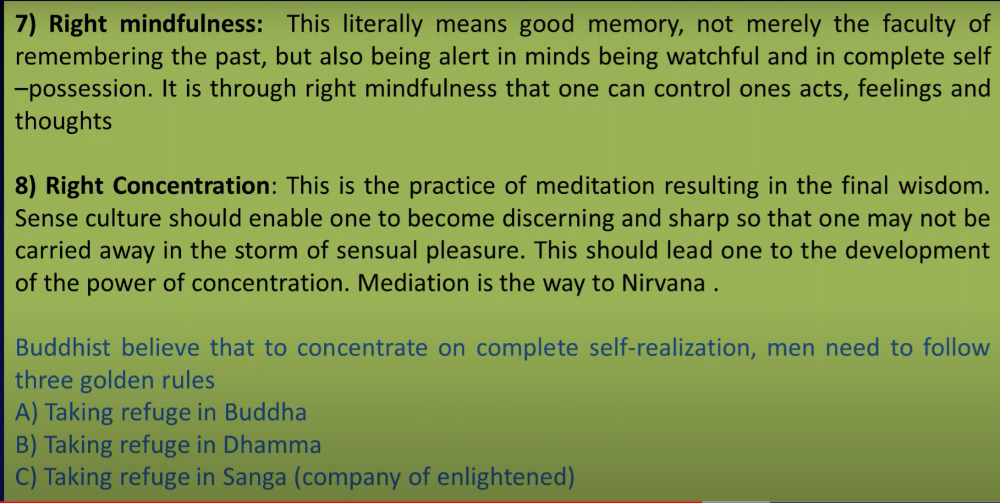 7) Right mindfulness: This literally means good memory, not merely the faculty of
remembering the past, but also being alert in minds being watchful and in complete self
–possession. It is through right mindfulness that one can control ones acts, feelings and
thoughts
8) Right Concentration: This is the practice of meditation resulting in the final wisdom.
Sense culture should enable one to become discerning and sharp so that one may not be
carried away in the storm of sensual pleasure. This should lead one to the development
of the power of concentration. Mediation is the way to Nirvana .
Buddhist believe that to concentrate on complete self-realization, men need to follow
three golden rules
A) Taking refuge in Buddha
B) Taking refuge in Dhamma
C) Taking refuge in Sanga (company of enlightened)